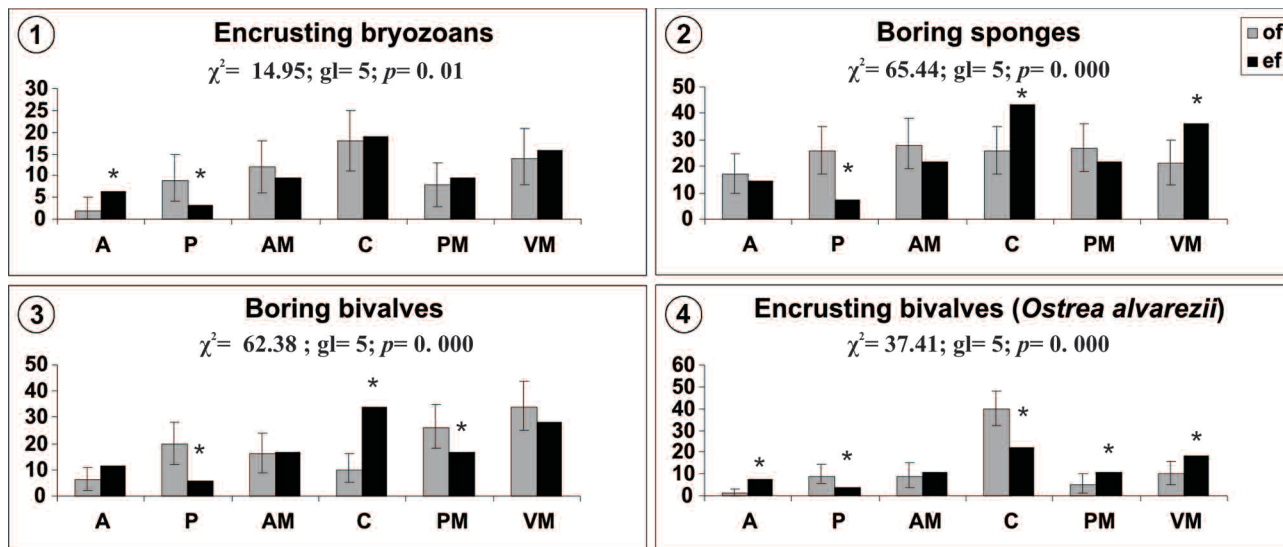 1 Encrusting bryozoans
χ²= 14.95; gl= 5; p= 0. 01
30
25
20
15
10
5
0
* *
A P AM C PM VM
2 Boring sponges
of
ef
χ²= 65.44; gl= 5; p= 0. 000
50
40
30
20
10
0
* * *
A P AM C PM VM
3 Boring bivalves
χ²= 62.38 ; gl= 5; p= 0. 000
50
40
30
20
10
0
* * *
A P AM C PM VM
4 Encrusting bivalves (Ostrea alvarezii)
χ²= 37.41; gl= 5; p= 0. 000
60
50
40
30
20
10
0
* * * * *
A P AM C PM VM